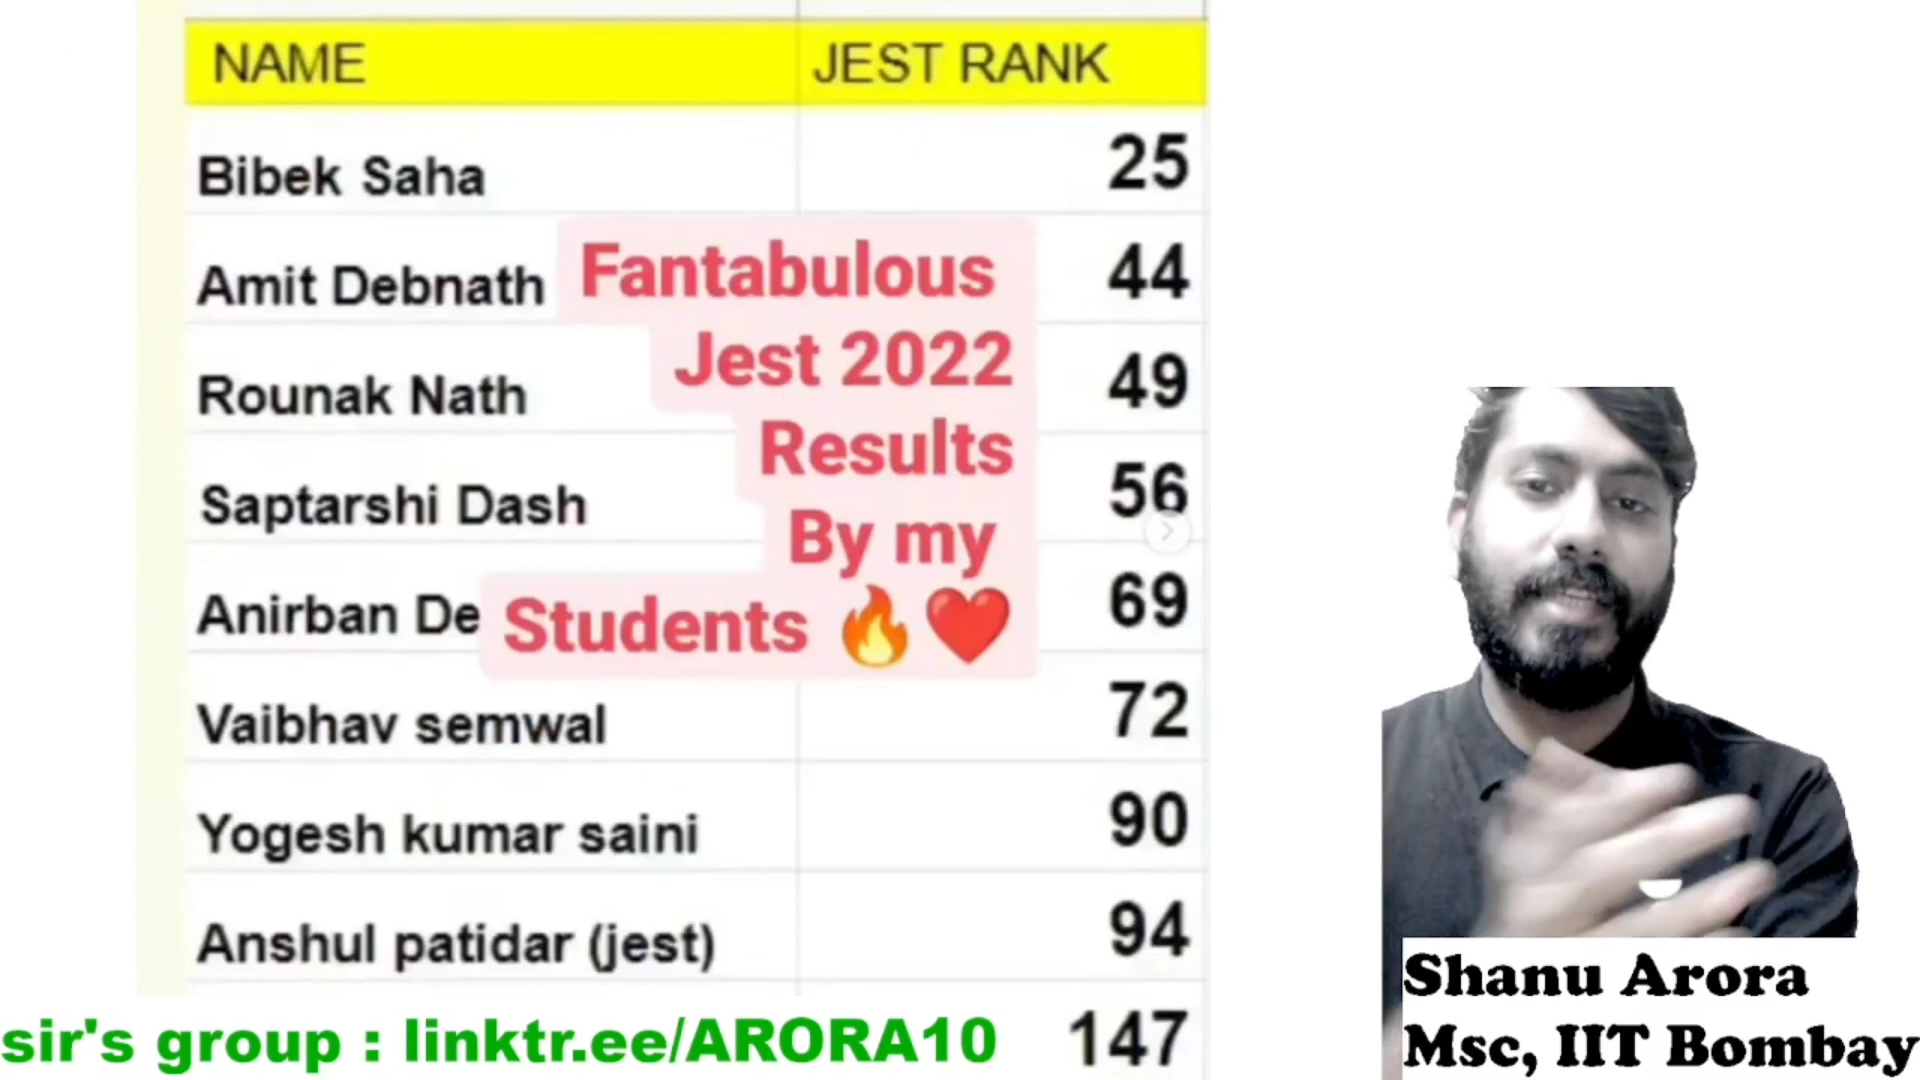 NAME JEST RANK
Bibek Saha 25
Amit Debnath 44
Rounak Nath 49
Saptarshi Dash 56
Anirban De 69
Vaibhav semwal 72
Yogesh kumar saini 90
Anshul patidar (jest) 94
147
Fantabulous
Jest 2022
Results
By my
Students 🔥❤️
sir's group : linktr.ee/ARORA10
Shanu Arora
Msc, IIT Bombay